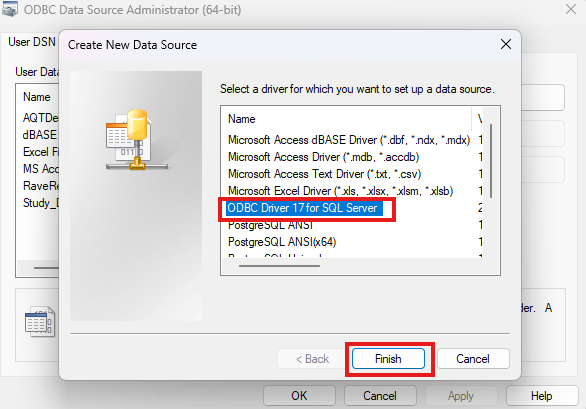 ODBC Data Source Administrator (64-bit)
User DSN
Create New Data Source
User Data
Name
AQTDe
dBASE
Excel Fi
MS Acc
RaveRe
Study_D
Select a driver for which you want to set up a data source.
Name V
Microsoft Access dBASE Driver (*.dbf, *.ndx, *.mdx) 1
Microsoft Access Driver (*.mdb, *.accdb) 1
Microsoft Access Text Driver (*.txt, *.csv) 1
Microsoft Excel Driver (*.xls, *.xlsx, *.xlsm, *.xlsb) 1
ODBC Driver 17 for SQL Server 2
PostgreSQL ANSI 1
PostgreSQL ANSI(x64) 1
der. A
< Back Finish Cancel
OK Cancel Apply Help